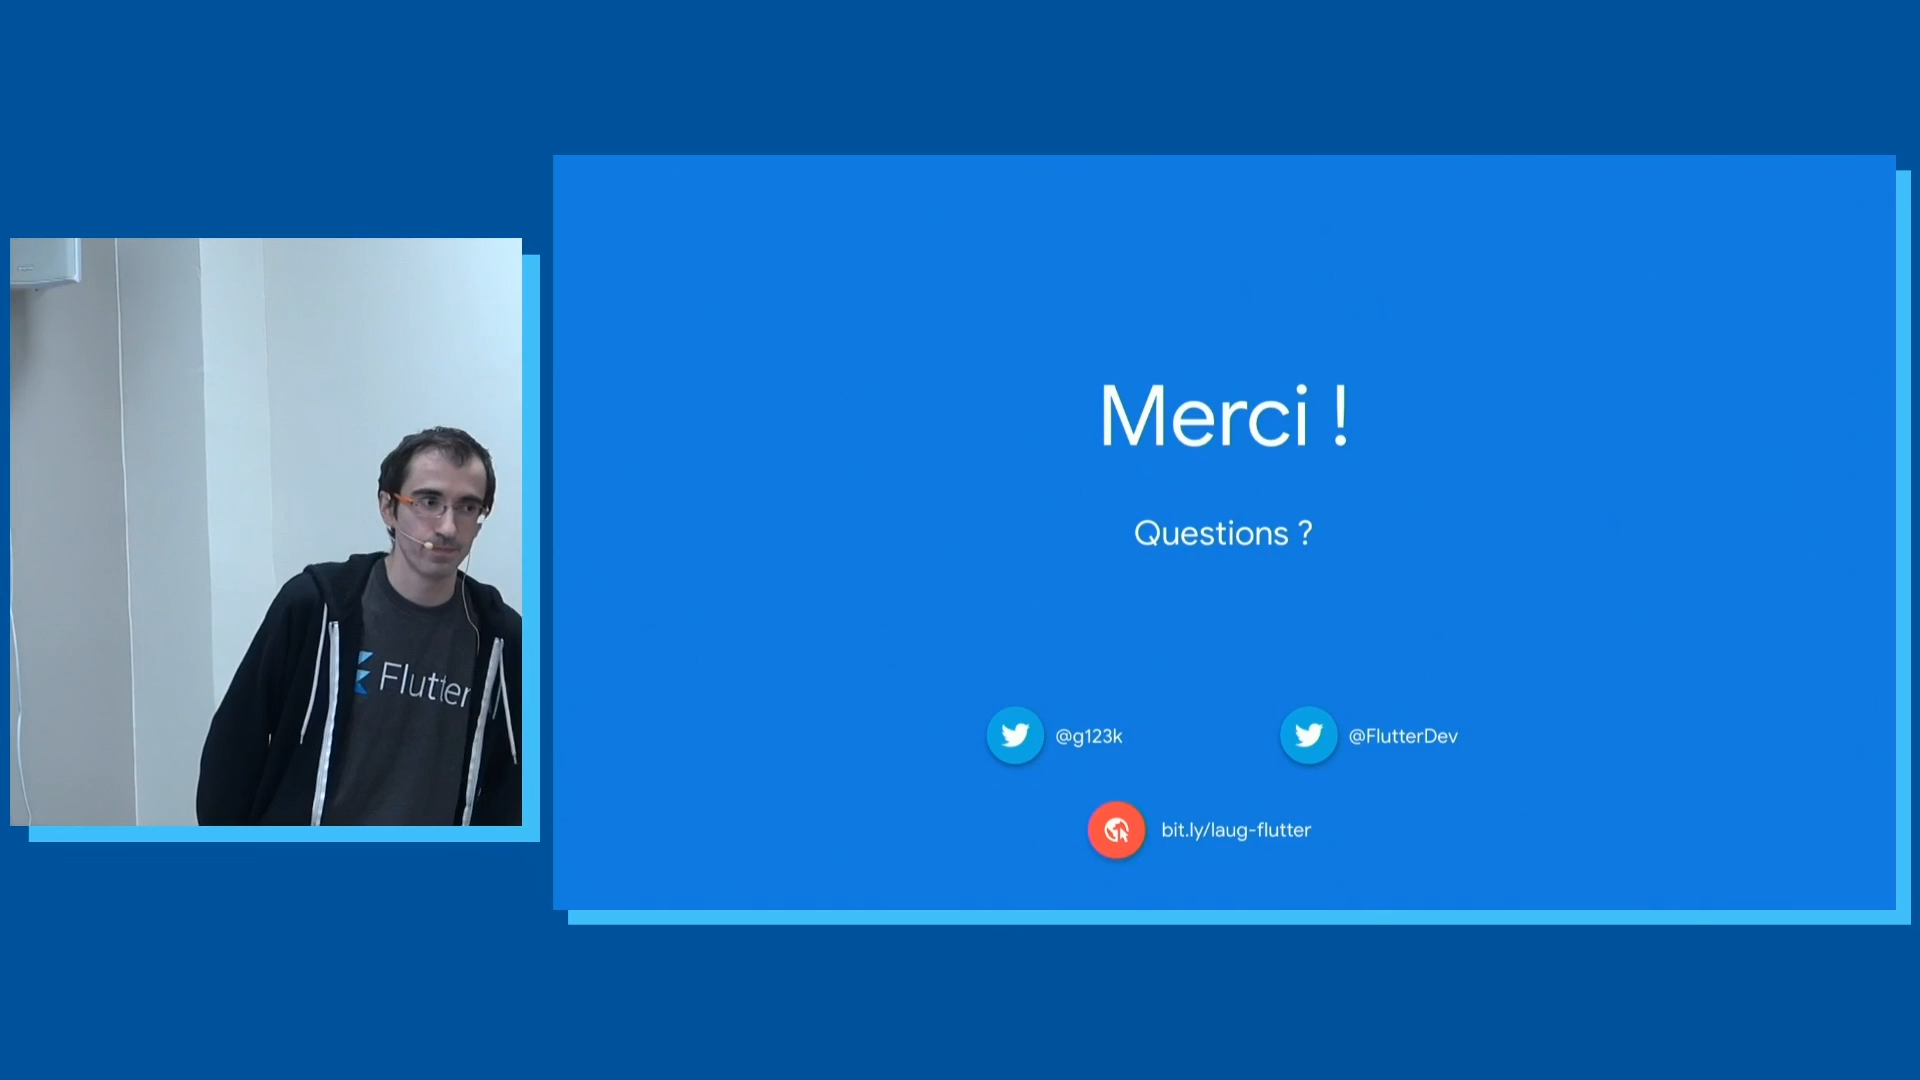 Flutter
Merci !
Questions ?
@g123k
@FlutterDev
bit.ly/laug-flutter